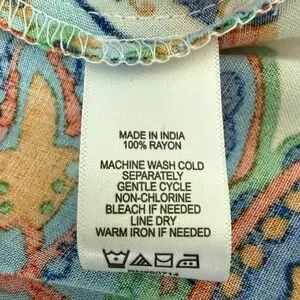 MADE IN INDIA
100% RAYON
MACHINE WASH COLD
SEPARATELY
GENTLE CYCLE
NON-CHLORINE
BLEACH IF NEEDED
LINE DRY
WARM IRON IF NEEDED